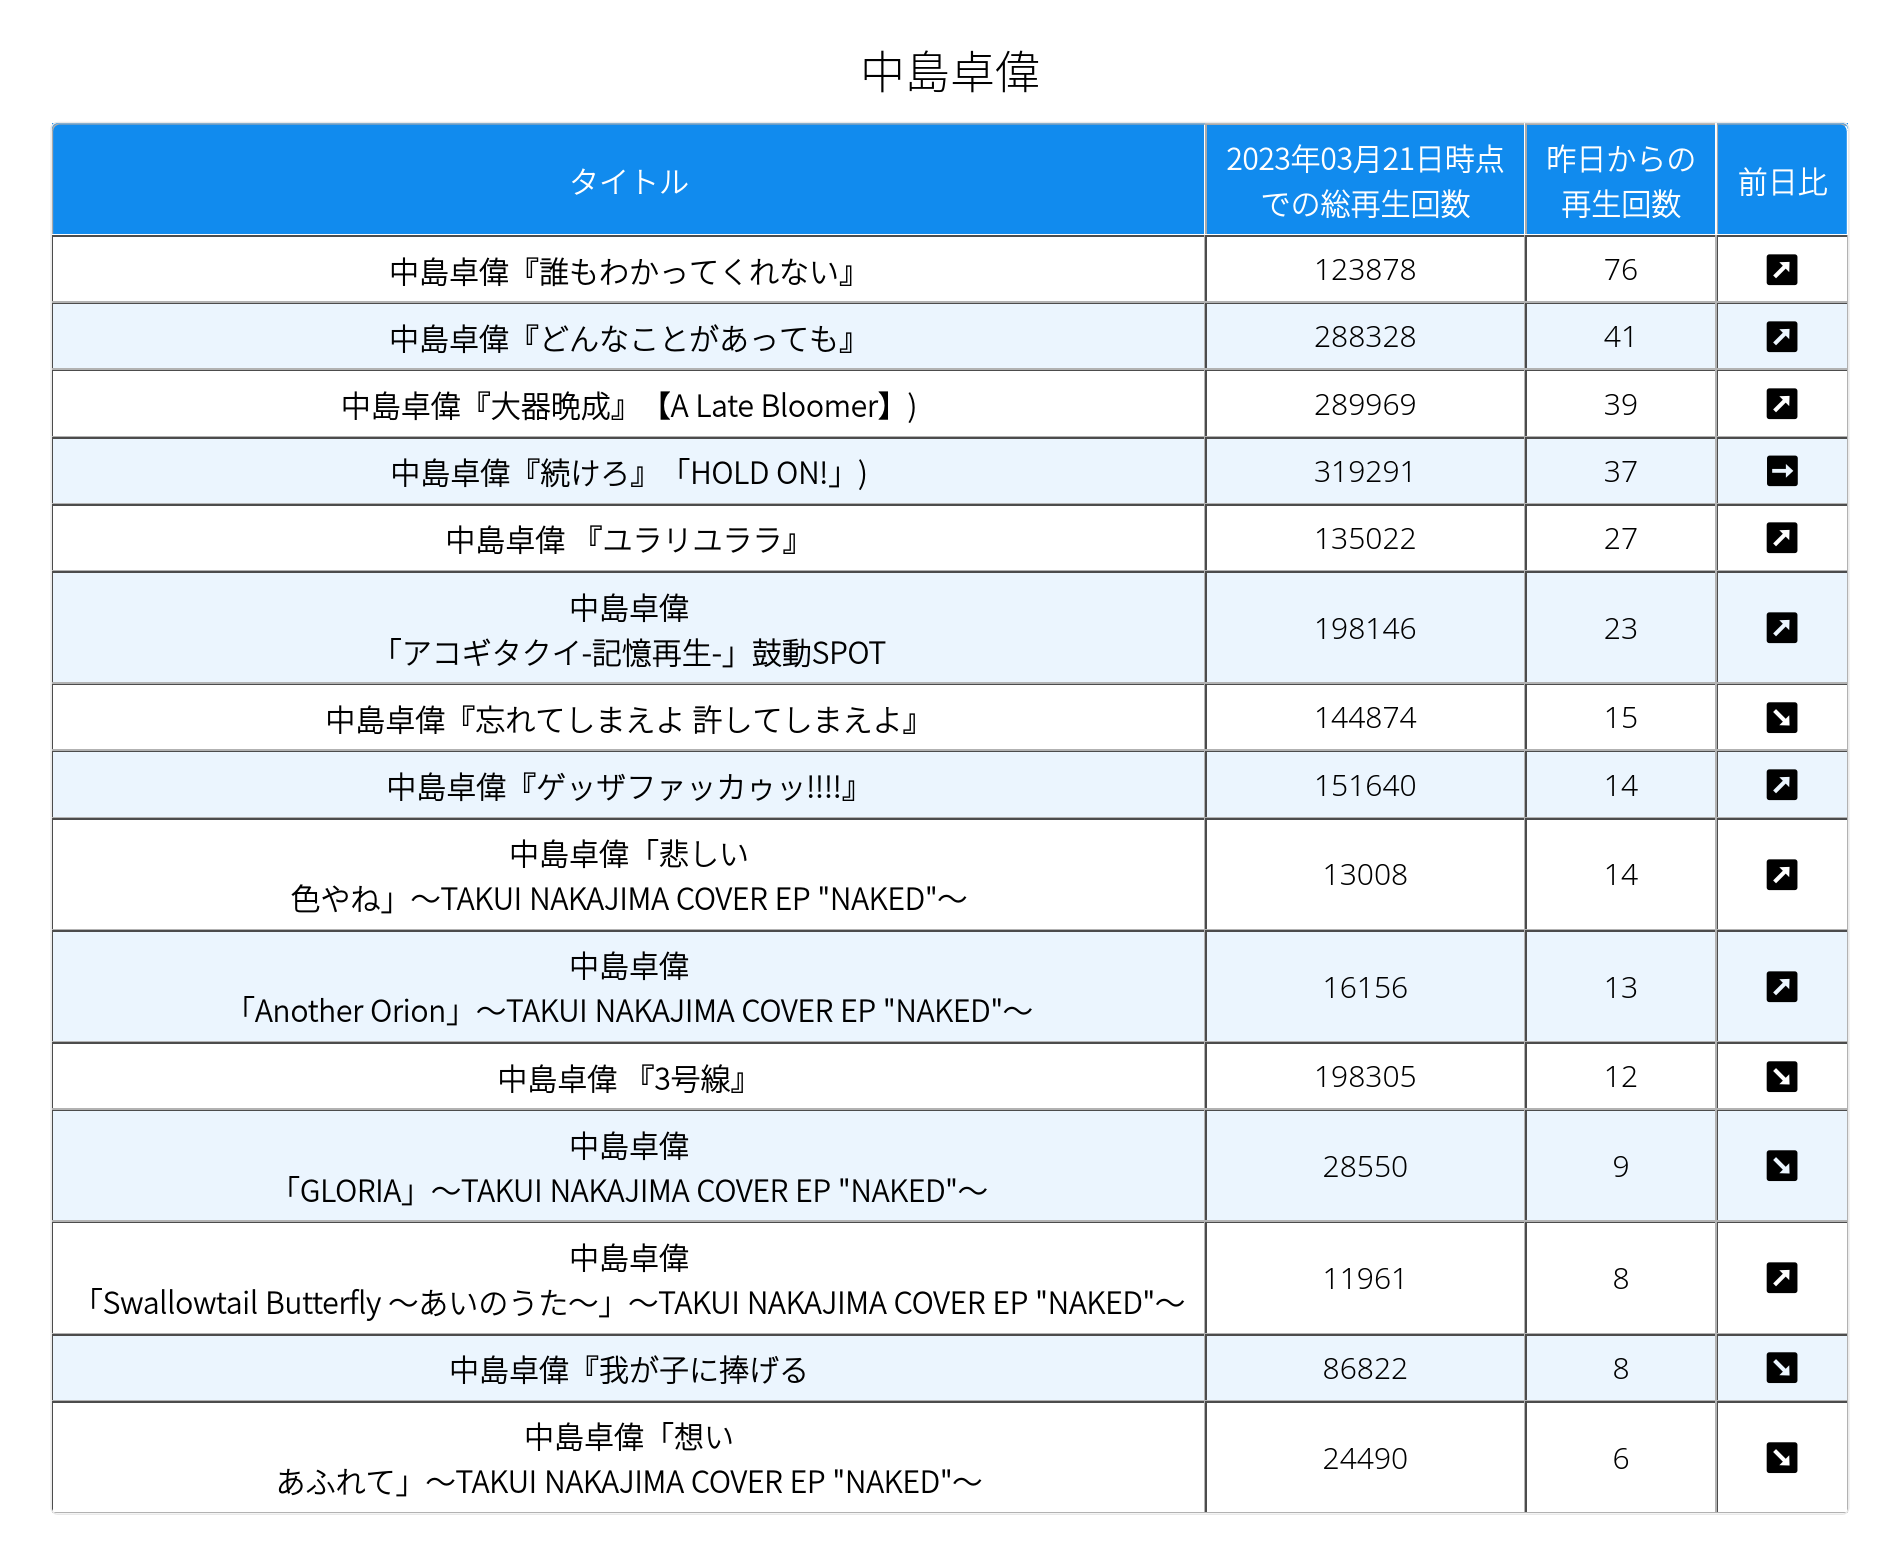 中島卓偉
タイトル
2023年03月21日時点
での総再生回数
昨日からの
再生回数
前日比
中島卓偉『誰もわかってくれない』 123878 76
中島卓偉『どんなことがあっても』 288328 41
中島卓偉『大器晩成』【A Late Bloomer】) 289969 39
中島卓偉『続けろ』「HOLD ON!」) 319291 37
中島卓偉 『ユラリユララ』 135022 27
中島卓偉
「アコギタクイ-記憶再生-」鼓動SPOT 198146 23
中島卓偉『忘れてしまえよ 許してしまえよ』 144874 15
中島卓偉『ゲッザファッカゥッ!!!!』 151640 14
中島卓偉「悲しい
色やね」〜TAKUI NAKAJIMA COVER EP "NAKED"〜 13008 14
中島卓偉
「Another Orion」〜TAKUI NAKAJIMA COVER EP "NAKED"〜 16156 13
中島卓偉 『3号線』 198305 12
中島卓偉
「GLORIA」〜TAKUI NAKAJIMA COVER EP "NAKED"〜 28550 9
中島卓偉
「Swallowtail Butterfly 〜あいのうた〜」〜TAKUI NAKAJIMA COVER EP "NAKED"〜 11961 8
中島卓偉『我が子に捧げる 86822 8
中島卓偉「想い
あふれて」〜TAKUI NAKAJIMA COVER EP "NAKED"〜 24490 6